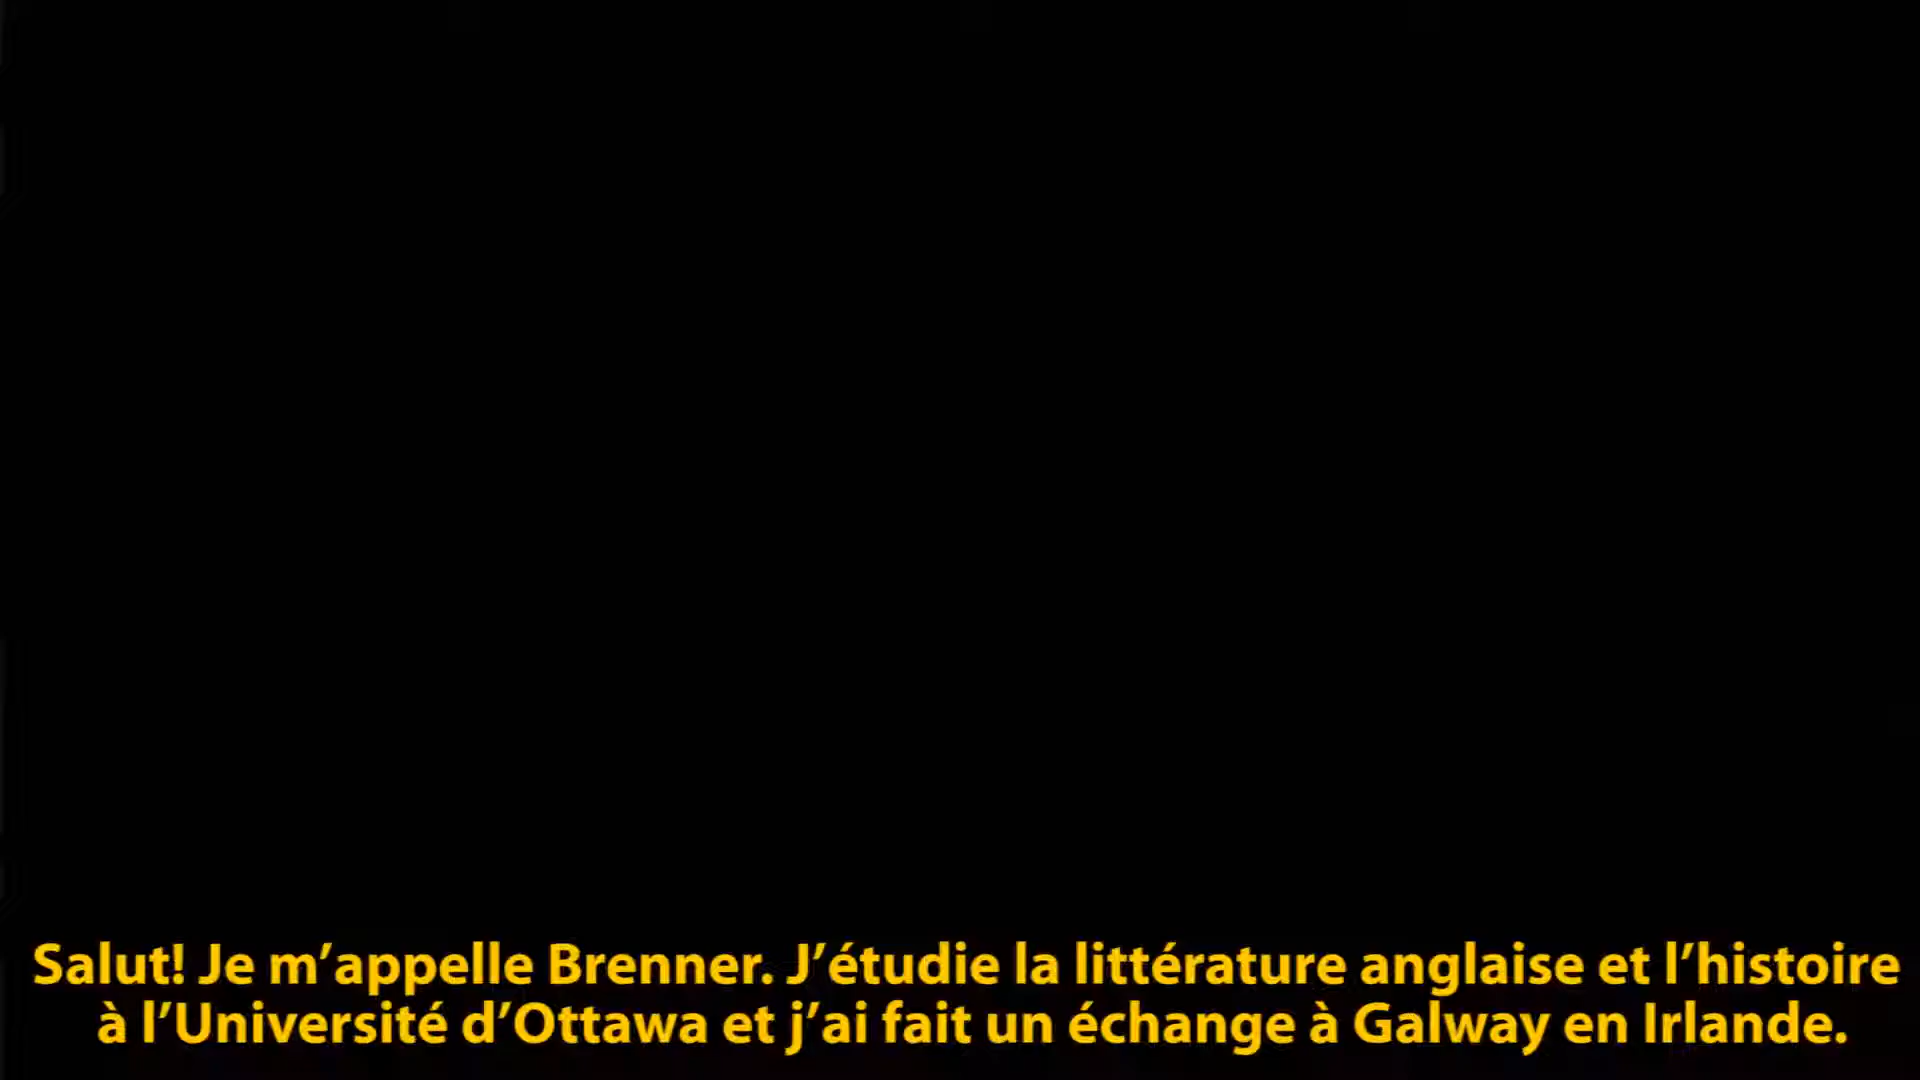 Salut! Je m’appelle Brenner. J’étudie la littérature anglaise et l’histoire
à l’Université d’Ottawa et j’ai fait un échange à Galway en Irlande.